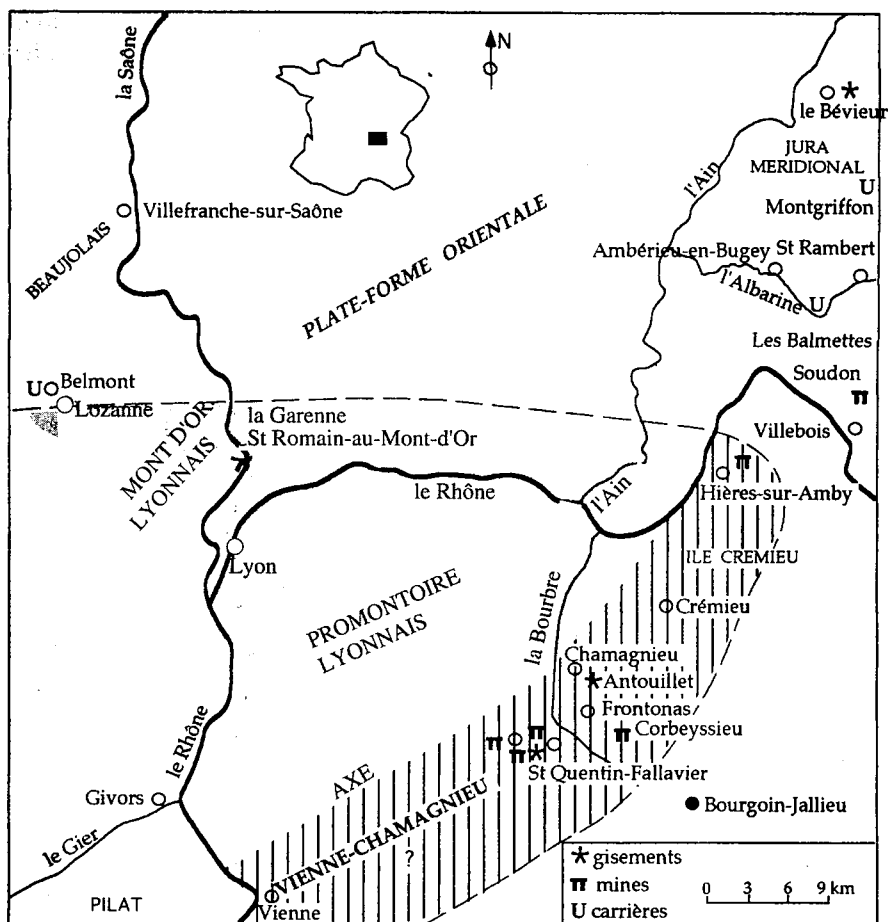 la Saône
N
le Bévieur
JURA
MERIDIONAL
U
Montgriffon
l'Ain
Villefranche-sur-Saône
BEAUJOLAIS
PLATE-FORME ORIENTALE
Ambérieu-en-Bugey
St Rambert
l'Albarine
U
Les Balmettes
Soudon
U
Belmont
Lozanne
la Garenne
St Romain-au-Mont-d'Or
MONT D'OR
LYONNAIS
Villebois
le Rhône
l'Ain
Hières-sur-Amby
ILE CREMIEU
Lyon
Crémieu
PROMONTOIRE
LYONNAIS
la Bourbre
Chamagnieu
Antouillet
Frontonas
Corbeyssieu
St Quentin-Fallavier
le Rhône
AXE
VIENNE-CHAMAGNIEU
?
Givors
le Gier
Bourgoin-Jallieu
PILAT
Vienne
gisements
mines
U carrières
0 3 6 9 km